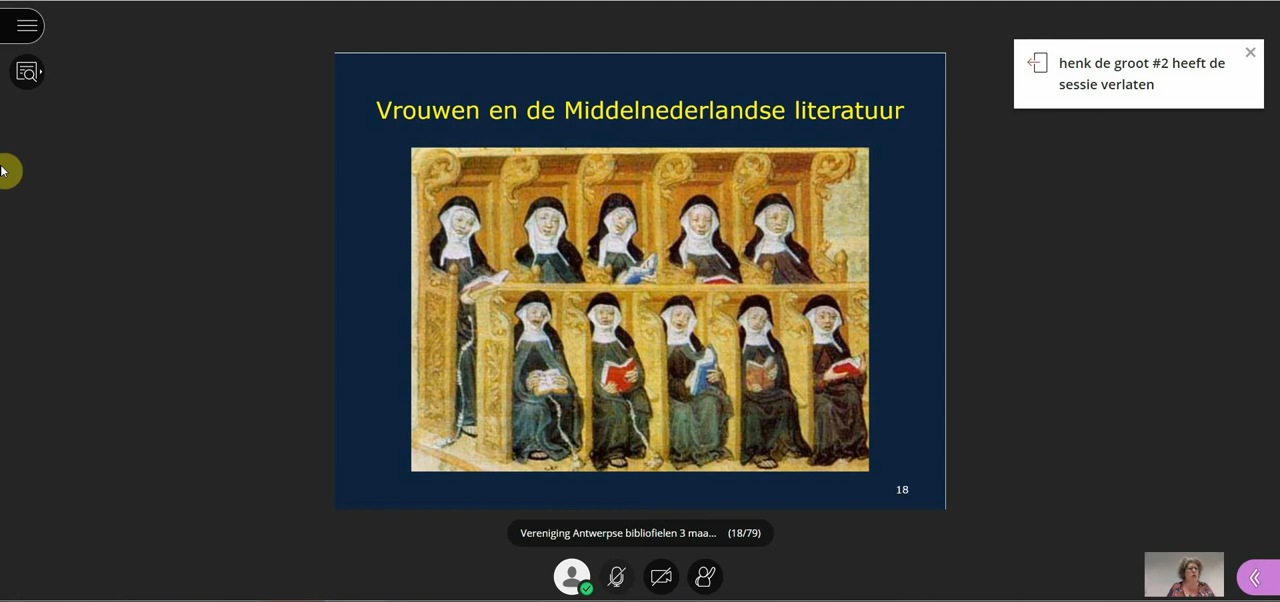 henk de groot #2 heeft de
sessie verlaten
Vrouwen en de Middelnederlandse literatuur
18
Vereniging Antwerpse bibliofielen 3 maa... (18/79)